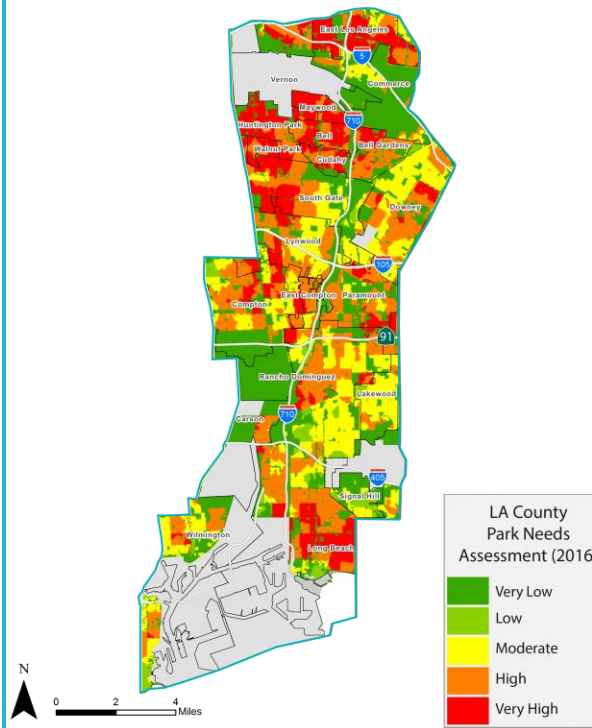 East Los Angeles
5
Vernon
Commerce
Maywood
710
Huntington Park
Bell
Walnut Park
Bell Gardens
Cudahy
South Gate
Downey
Lynwood
105
East Compton
Paramount
Compton
91
Rancho Dominguez
Lakewood
710
Carson
405
Signal Hill
Wilmington
Long Beach
N
0 2 4
Miles
LA County
Park Needs
Assessment (2016
Very Low
Low
Moderate
High
Very High